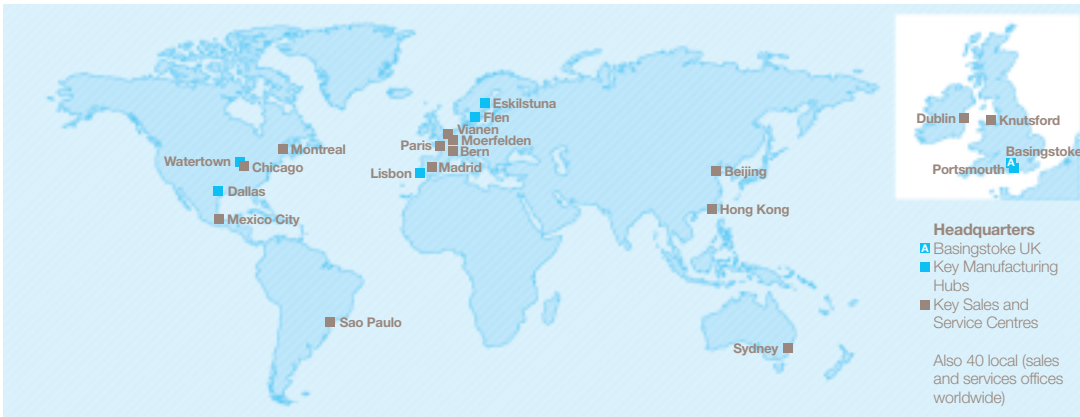 Eskilstuna
Flen
Vianen
Moerfelden
Paris
Bern
Montreal
Watertown
Chicago
Madrid
Lisbon
Dallas
Mexico City
Beijing
Hong Kong
Sao Paulo
Sydney
Dublin
Knutsford
Basingstoke
A
Portsmouth
Headquarters
A Basingstoke UK
Key Manufacturing
Hubs
Key Sales and
Service Centres
Also 40 local (sales
and services offices
worldwide)